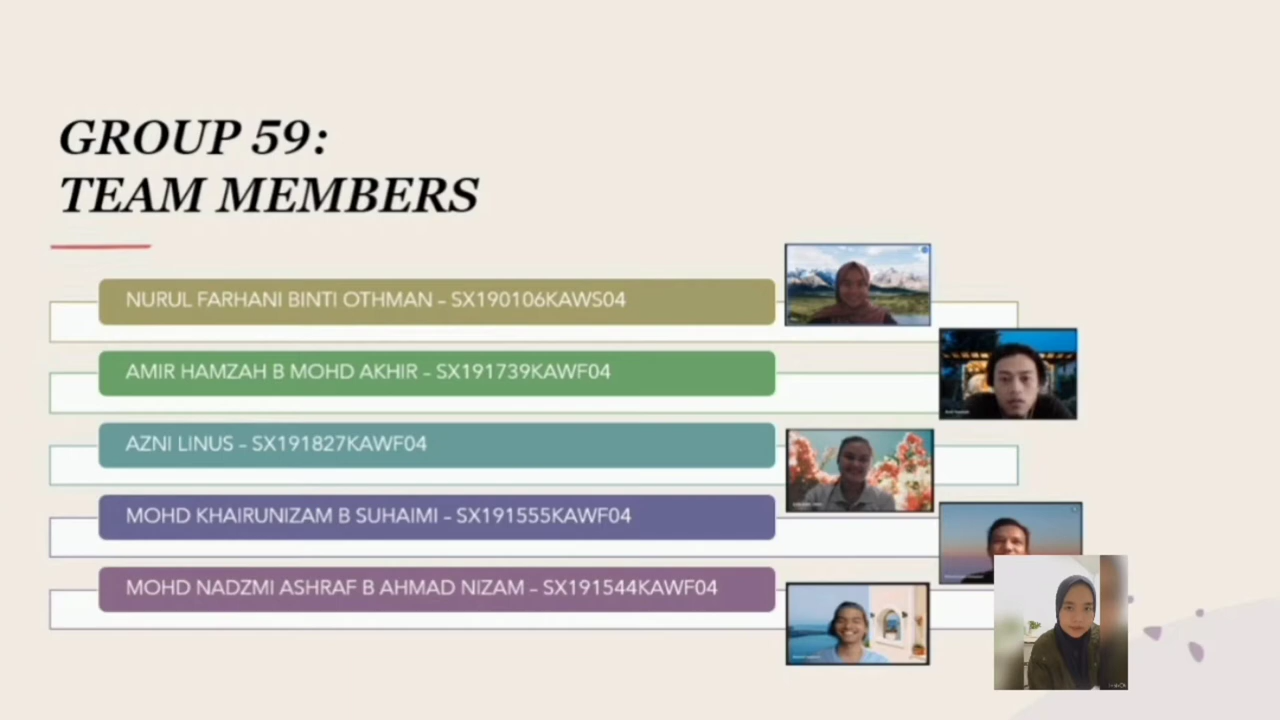 GROUP 59:
TEAM MEMBERS
NURUL FARHANI BINTI OTHMAN – SX190106KAWS04
AMIR HAMZAH B MOHD AKHIR – SX191739KAWF04
AZNI LINUS – SX191827KAWF04
MOHD KHAIRUNIZAM B SUHAIMI – SX191555KAWF04
MOHD NADZMI ASHRAF B AHMAD NIZAM – SX191544KAWF04